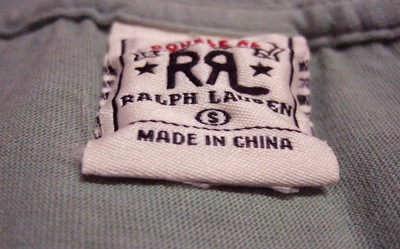 DOUBLE RL
RRL
RALPH LAUREN
S
MADE IN CHINA